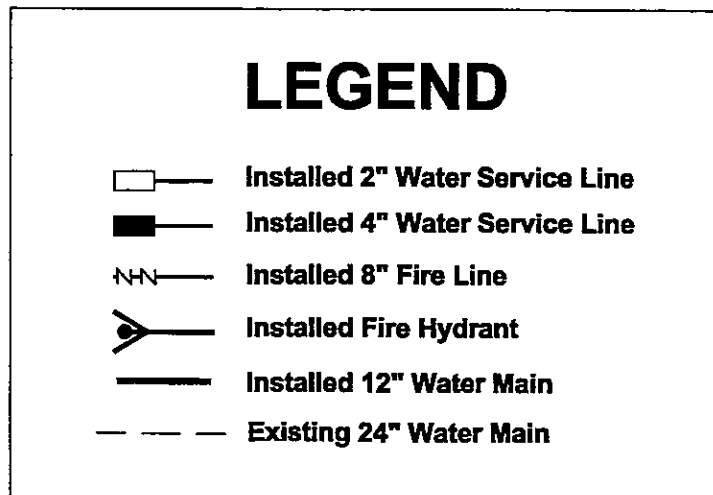 LEGEND
Installed 2" Water Service Line
Installed 4" Water Service Line
Installed 8" Fire Line
Installed Fire Hydrant
Installed 12" Water Main
Existing 24" Water Main